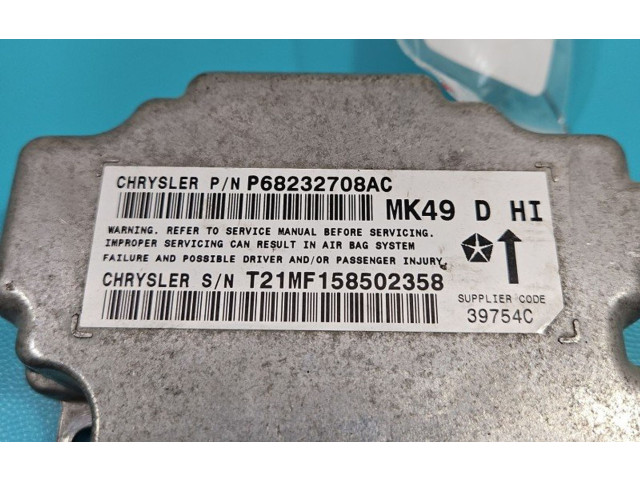 CHRYSLER P/N P68232708AC
MK49 D HI
WARNING. REFER TO SERVICE MANUAL BEFORE SERVICING.
IMPROPER SERVICING CAN RESULT IN AIR BAG SYSTEM
FAILURE AND POSSIBLE DRIVER AND/OR PASSENGER INJURY.
CHRYSLER S/N T21MF158502358
SUPPLIER CODE
39754C